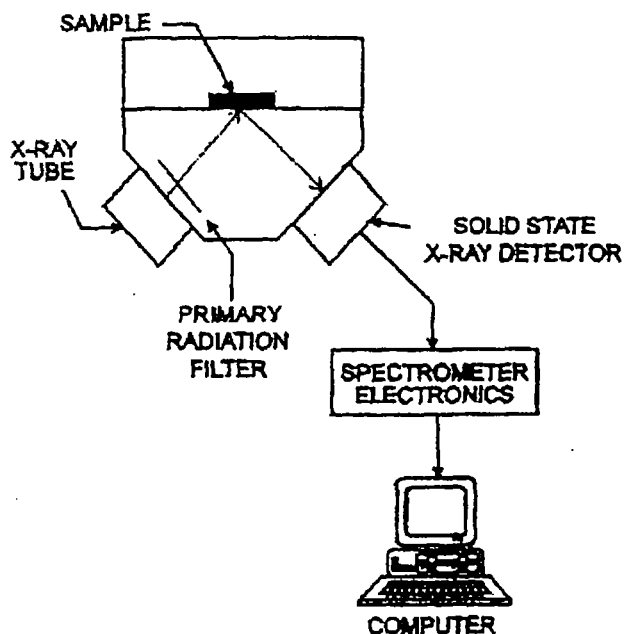 SAMPLE
X-RAY
TUBE
SOLID STATE
X-RAY DETECTOR
PRIMARY
RADIATION
FILTER
SPECTROMETER
ELECTRONICS
COMPUTER